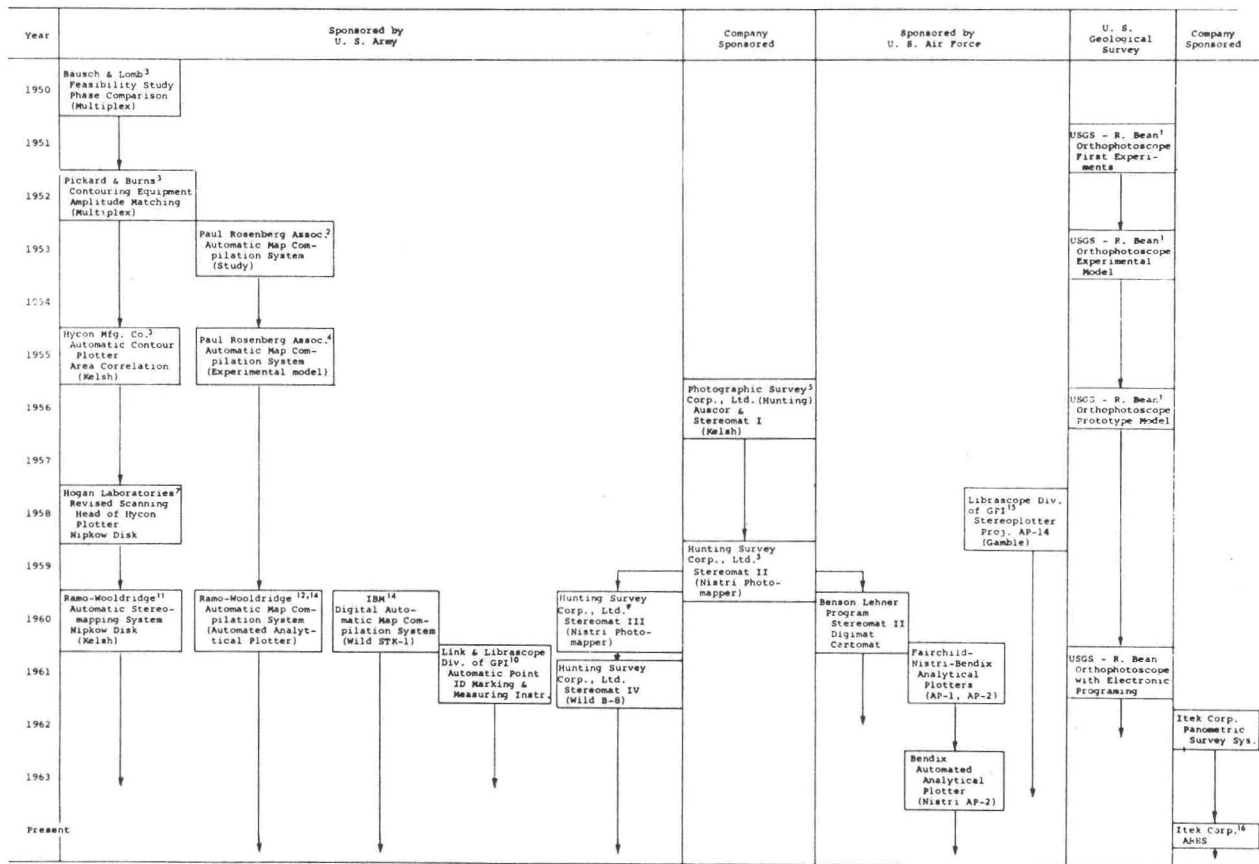 Year
Sponsored by
U. S. Army
Company
Sponsored
Sponsored by
U. S. Air Force
U. S.
Geological
Survey
Company
Sponsored
1950
1951
1952
1953
1954
1955
1956
1957
1958
1959
1960
1961
1962
1963
Present
Bausch & Lomb³
Feasibility Study
Phase Comparison
(Multiplex)
Pickard & Burns³
Contouring Equipment
Amplitude Matching
(Multiplex)
Hycon Mfg. Co.³
Automatic Contour
Plotter
Area Correlation
(Kelsh)
Hogan Laboratories⁷
Revised Scanning
Head of Hycon
Plotter
Nipkow Disk
Ramo-Wooldridge¹¹
Automatic Stereo-
mapping System
Nipkow Disk
(Kelsh)
Paul Rosenberg Assoc.²
Automatic Map Com-
pilation System
(Study)
Paul Rosenberg Assoc.⁴
Automatic Map Com-
pilation System
(Experimental model)
Ramo-Wooldridge¹²,¹⁴
Automatic Map Com-
pilation System
(Automated Analyt-
tical Plotter)
IBM¹⁴
Digital Auto-
matic Map Com-
pilation System
(Wild STK-1)
Link & Librascope
Div. of GPI¹⁰
Automatic Point
ID Marking &
Measuring Instr.
Hunting Survey
Corp., Ltd.⁹
Stereomat III
(Nistri Photo-
mapper)
Hunting Survey
Corp., Ltd.
Stereomat IV
(Wild B-8)
Photographic Survey⁵
Corp., Ltd. (Hunting)
Auscor &
Stereomat I
(Kelsh)
Hunting Survey
Corp., Ltd.⁵
Stereomat II
(Nistri Photo-
mapper)
Benson Lehner
Program
Stereomat II
Digimat
Cartomat
Fairchild-
Nistri-Bendix
Analytical
Plotters
(AP-1, AP-2)
Bendix
Automated
Analytical
Plotter
(Nistri AP-2)
Librascope Div.
of GPI¹⁵
Stereoplotter
Proj. AP-14
(Gamble)
USGS - R. Bean¹
Orthophotoscope
First Experi-
ments
USGS - R. Bean¹
Orthophotoscope
Experimental
Model
USGS - R. Bean¹
Orthophotoscope
Prototype Model
USGS - R. Bean
Orthophotoscope
with Electronic
Programing
Itek Corp.
Panometric
Survey Sys.
Itek Corp.¹⁶
ARES